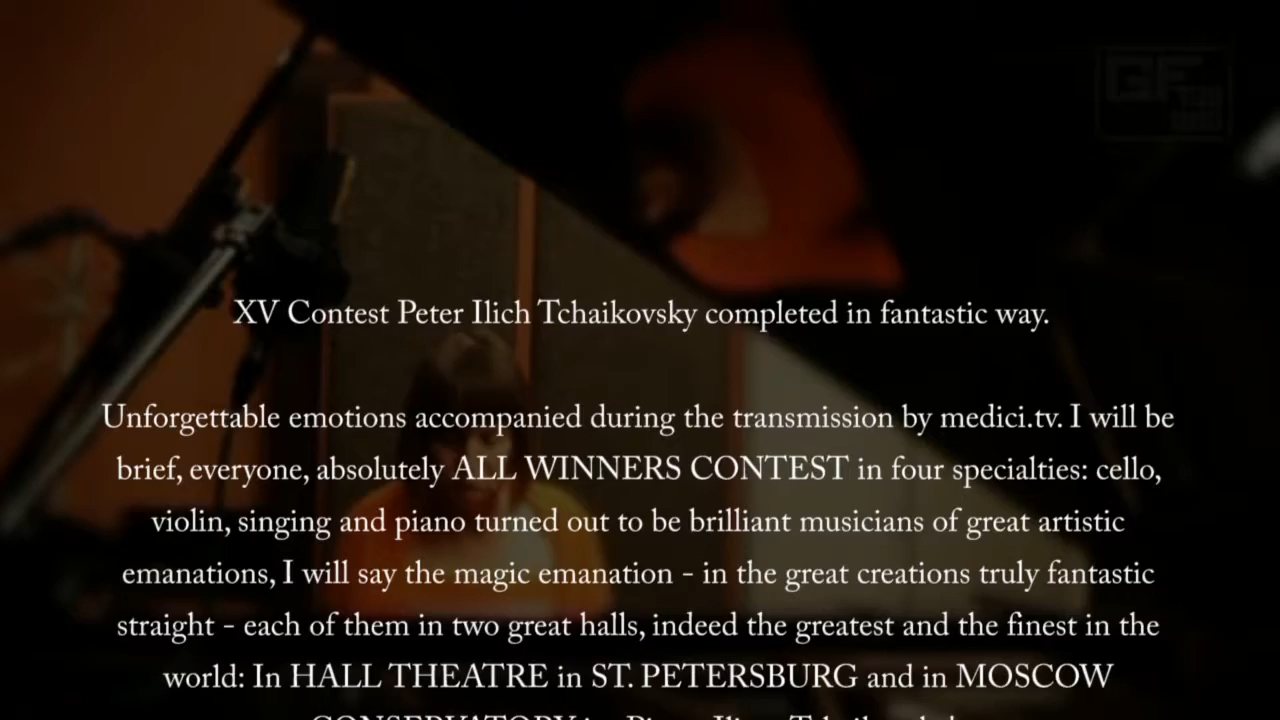 GF
XV Contest Peter Ilich Tchaikovsky completed in fantastic way.
Unforgettable emotions accompanied during the transmission by medici.tv. I will be
brief, everyone, absolutely ALL WINNERS CONTEST in four specialties: cello,
violin, singing and piano turned out to be brilliant musicians of great artistic
emanations, I will say the magic emanation - in the great creations truly fantastic
straight - each of them in two great halls, indeed the greatest and the finest in the
world: In HALL THEATRE in ST. PETERSBURG and in MOSCOW